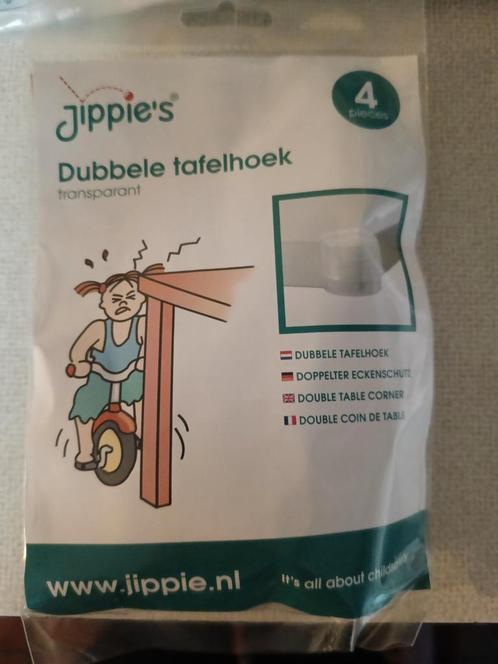 Jippie's®
4
pieces
Dubbele tafelhoek
transparant
DUBBELE TAFELHOEK
DOPPELTER ECKENSCHUTZ
DOUBLE TABLE CORNER
DOUBLE COIN DE TABLE
www.jippie.nl
It's all about